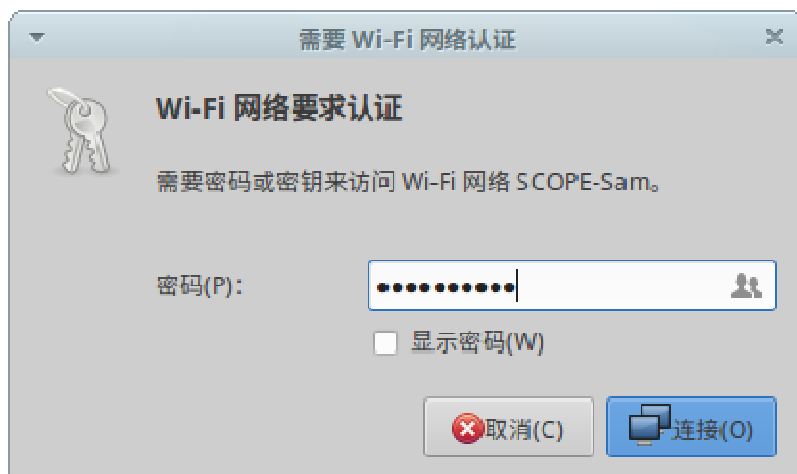 需要 Wi-Fi 网络认证
Wi-Fi 网络要求认证
需要密码或密钥来访问 Wi-Fi 网络 SCOPE-Sam。
密码(P)：
显示密码(W)
取消(C)
连接(O)